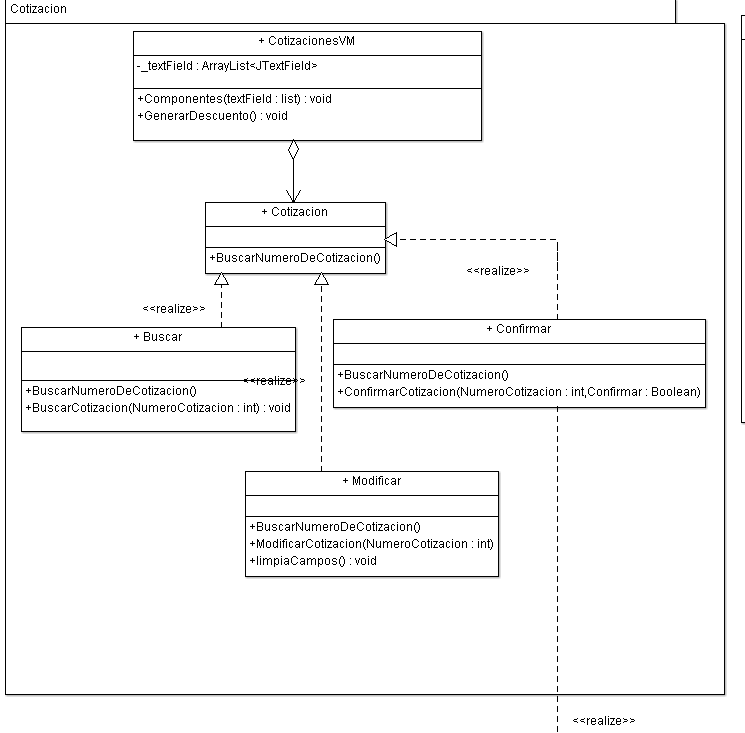 Cotizacion
+ CotizacionesVM
-_textField : ArrayList<JTextField>
+Componentes(textField : list) : void
+GenerarDescuento() : void
+ Cotizacion
+BuscarNumeroDeCotizacion()
<<realize>>
<<realize>>
+ Buscar
+BuscarNumeroDeCotizacion()
+BuscarCotizacion(NumeroCotizacion : int) : void
<<realize>>
+ Confirmar
+BuscarNumeroDeCotizacion()
+ConfirmarCotizacion(NumeroCotizacion : int,Confirmar : Boolean)
+ Modificar
+BuscarNumeroDeCotizacion()
+ModificarCotizacion(NumeroCotizacion : int)
+limpiaCampos() : void
<<realize>>